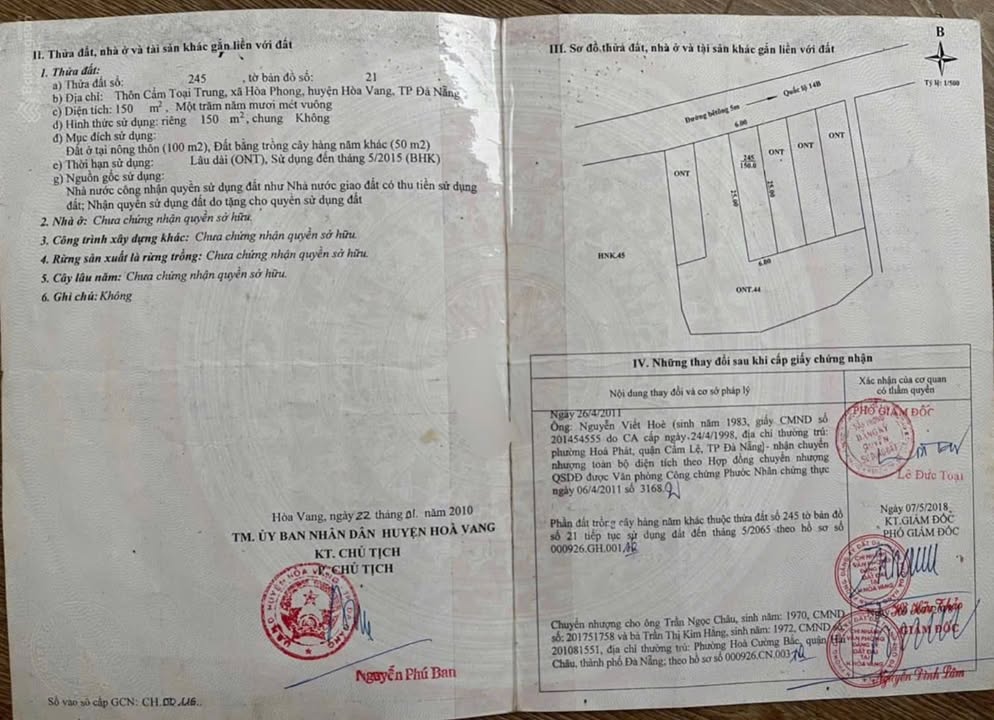 II. Thửa đất, nhà ở và tài sản khác gắn liền với đất
1. Thửa đất:
a) Thửa đất số: 245 , tờ bản đồ số: 21
b) Địa chỉ: Thôn Cẩm Toại Trung, xã Hòa Phong, huyện Hòa Vang, TP Đà Nẵng
c) Diện tích: 150 m², Một trăm năm mươi mét vuông
d) Hình thức sử dụng: riêng 150 m², chung Không
đ) Mục đích sử dụng:
Đất ở tại nông thôn (100 m2), Đất bằng trồng cây hàng năm khác (50 m2)
e) Thời hạn sử dụng: Lâu dài (ONT), Sử dụng đến tháng 5/2015 (BHK)
g) Nguồn gốc sử dụng:
Nhà nước công nhận quyền sử dụng đất như Nhà nước giao đất có thu tiền sử dụng
đất; Nhận quyền sử dụng đất do tặng cho quyền sử dụng đất
2. Nhà ở: Chưa chứng nhận quyền sở hữu.
3. Công trình xây dựng khác: Chưa chứng nhận quyền sở hữu.
4. Rừng sản xuất là rừng trồng: Chưa chứng nhận quyền sở hữu.
5. Cây lâu năm: Chưa chứng nhận quyền sở hữu.
6. Ghi chú: Không
Hòa Vang, ngày 22 tháng 01. năm 2010
TM. ỦY BAN NHÂN DÂN HUYỆN HOÀ VANG
KT. CHỦ TỊCH
P. CHỦ TỊCH
Nguyễn Phú Ban
Số vào sổ cấp GCN: CH.
III. Sơ đồ thửa đất, nhà ở và tài sản khác gắn liền với đất
B
Tỷ lệ: 1/500
Đường bêtông 5m
Quốc lộ 14B
6.00
ONT
245
150.0
ONT
ONT
ONT
25.00
25.00
6.00
HNK.45
ONT.44
IV. Những thay đổi sau khi cấp giấy chứng nhận
Nội dung thay đổi và cơ sở pháp lý
Xác nhận của cơ quan
có thẩm quyền
Ngày 26/4/2011
Ông: Nguyễn Viết Hoè (sinh năm 1983, giấy CMND số
201454555 do CA cấp ngày.24/4/1998, địa chỉ thường trú:
phường Hoà Phát, quận Cẩm Lệ, TP Đà Nẵng)- nhận chuyển
nhượng toàn bộ diện tích theo Hợp đồng chuyển nhượng
QSDĐ được Văn phòng Công chứng Phước Nhân chứng thực
ngày 06/4/2011 số 3168.
PHÓ GIÁM ĐỐC
Lê Đức Toại
Phần đất trồng cây hàng năm khác thuộc thửa đất số 245 tờ bản đồ
số 21 tiếp tục sử dụng đất đến tháng 5/2065 theo hồ sơ số
000926.GH.001
Ngày 07/5/2018
KT.GIÁM ĐỐC
PHÓ GIÁM ĐỐC
Chuyển nhượng cho ông Trần Ngọc Châu, sinh năm: 1970, CMND
số: 201751758 và bà Trần Thị Kim Hằng, sinh năm: 1972, CMND
201081551, địa chỉ thường trú: Phường Hoà Cường Bắc, quận Hải
Châu, thành phố Đà Nẵng; theo hồ sơ số 000926.CN.003
Ngày
GIÁM ĐỐC
Nguyễn Đình Lâm